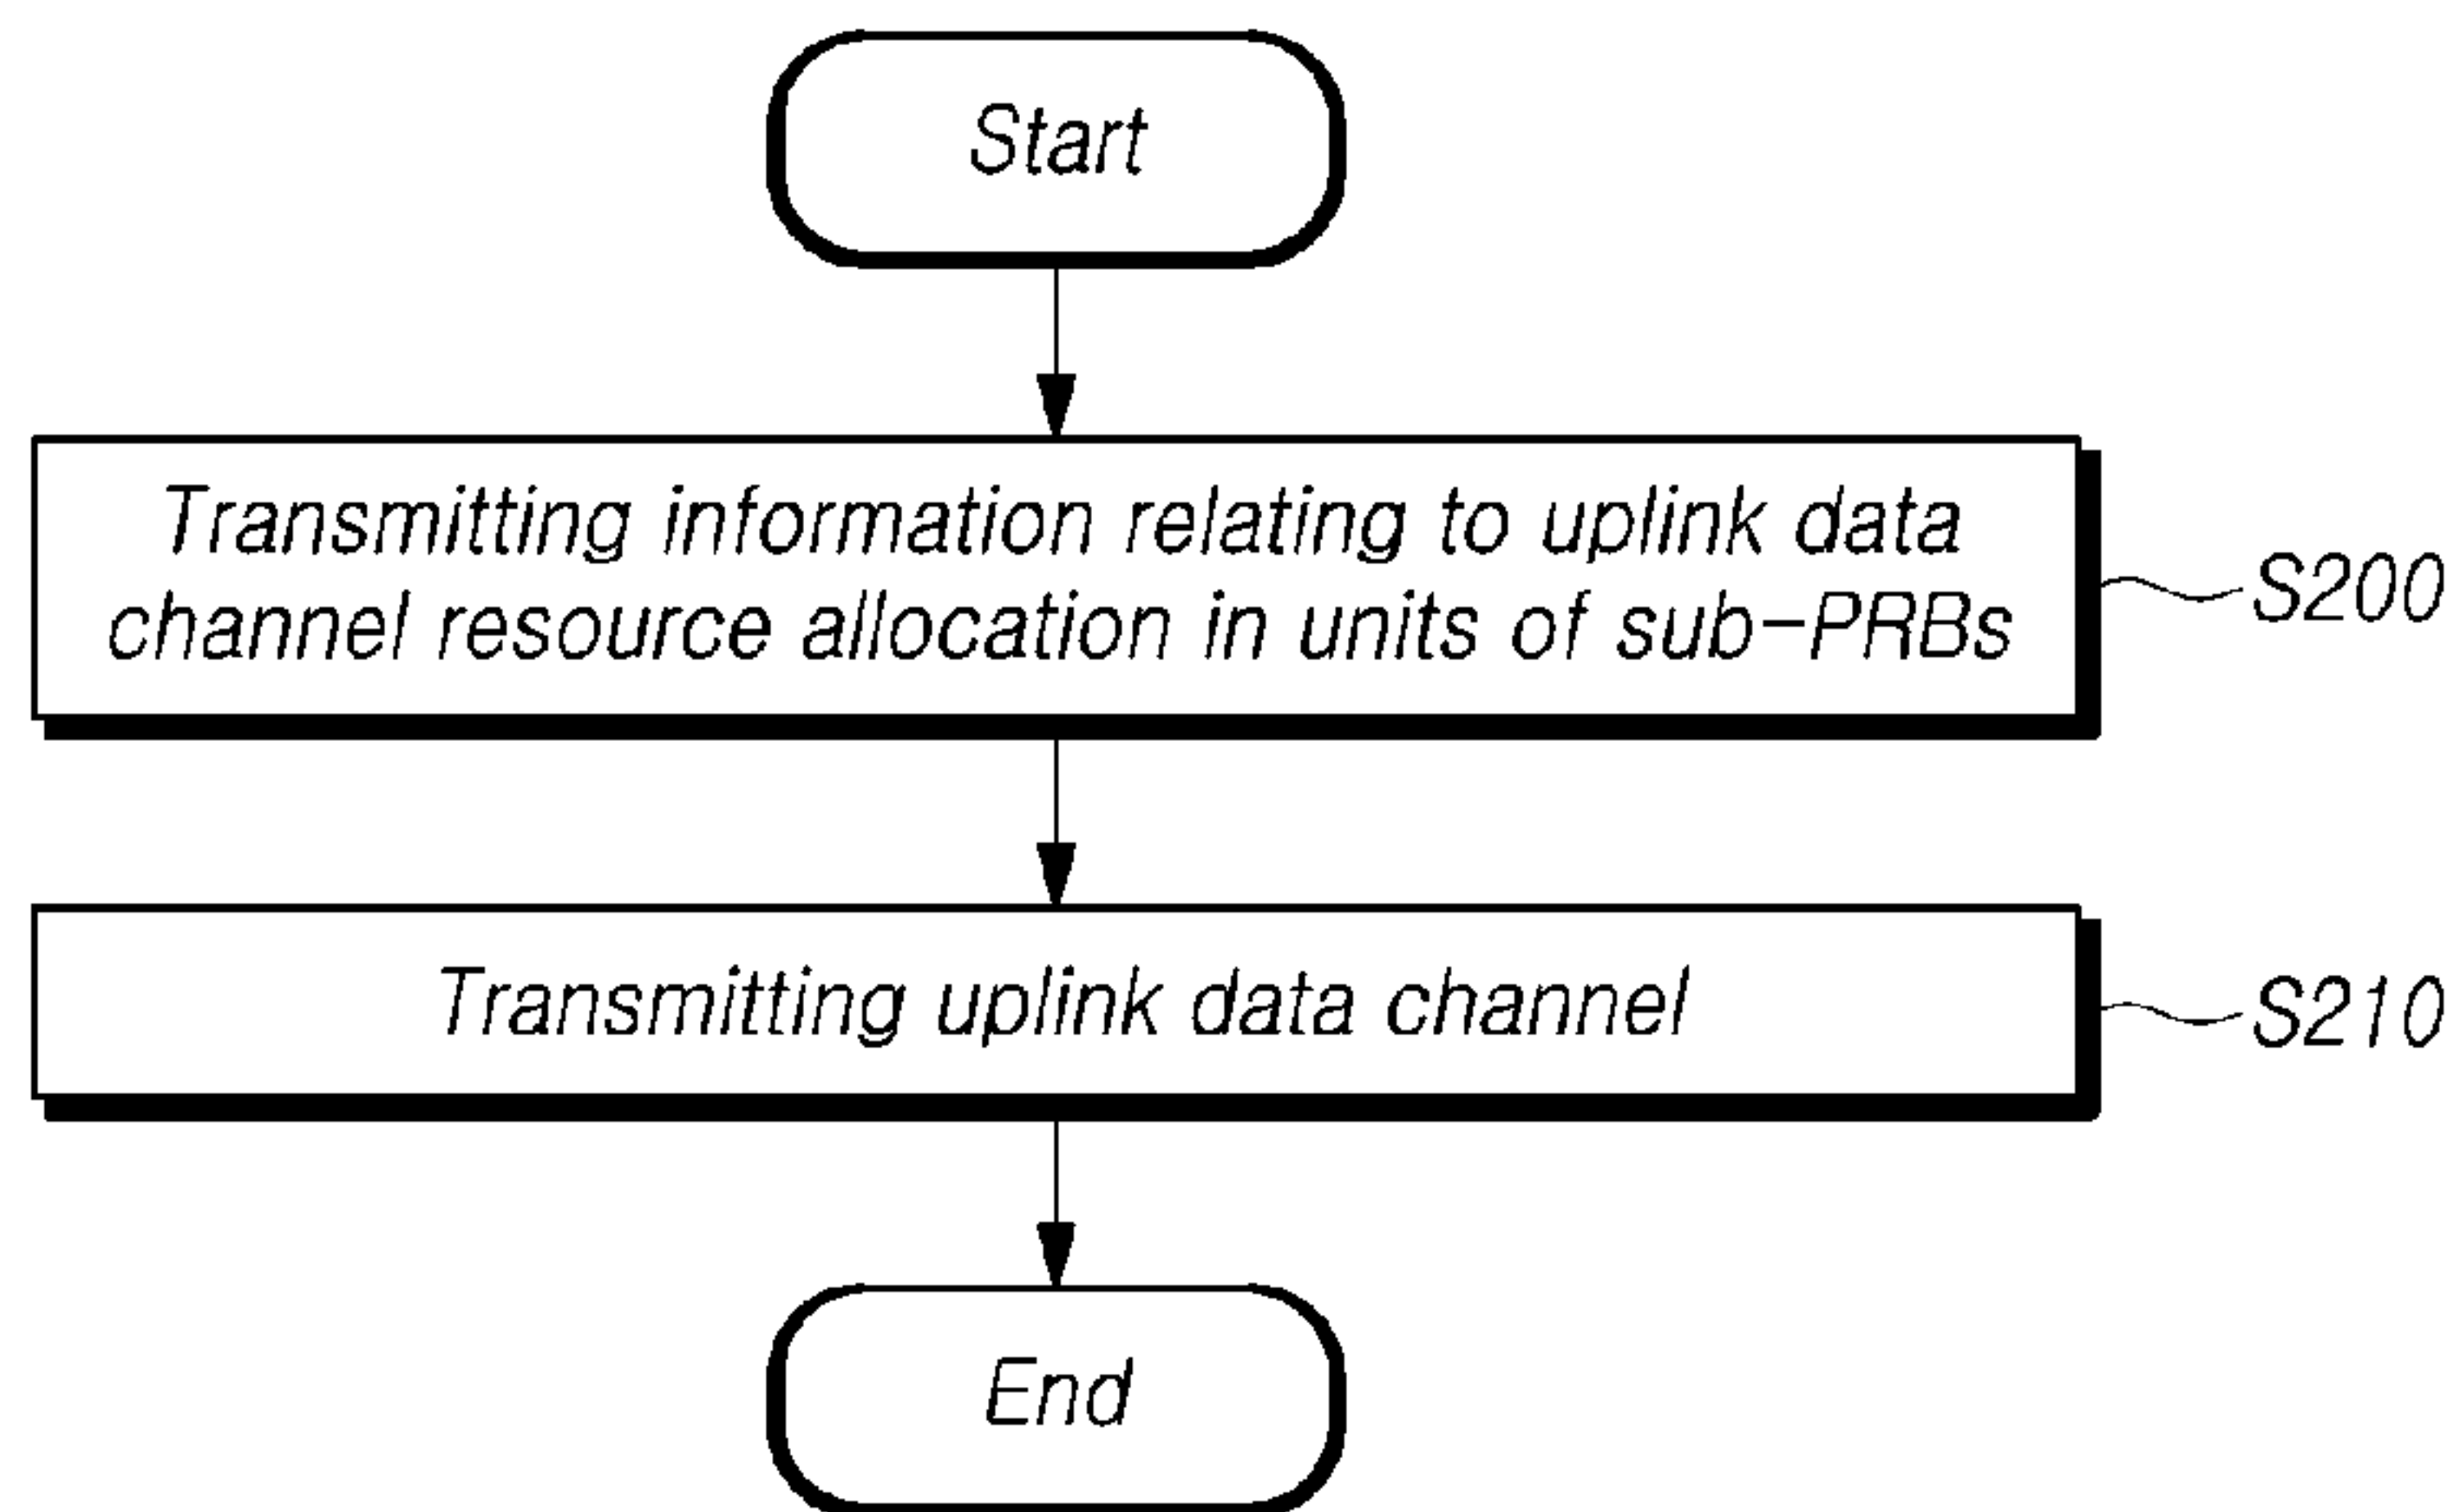 Start
Transmitting information relating to uplink data
channel resource allocation in units of sub-PRBs
S200
Transmitting uplink data channel
S210
End